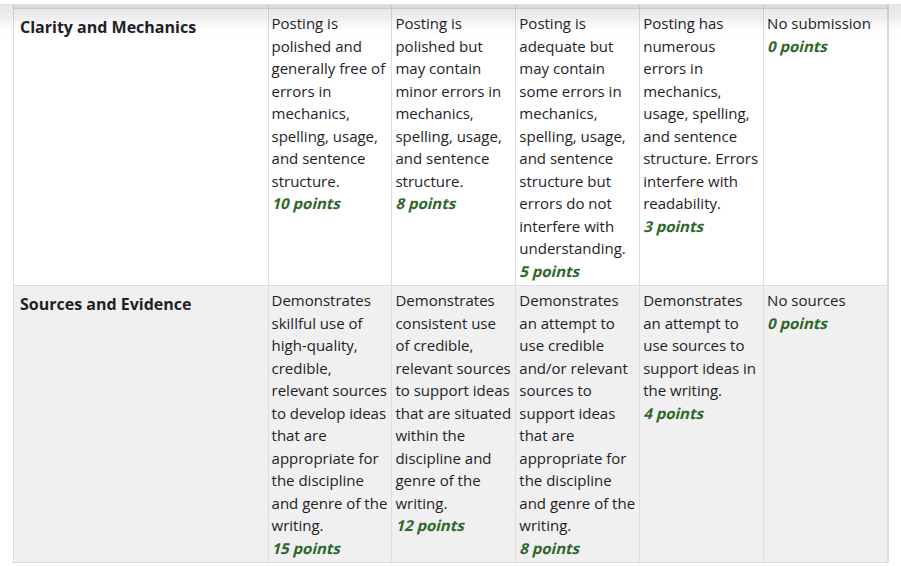 Clarity and Mechanics
Posting is
polished and
generally free of
errors in
mechanics,
spelling, usage,
and sentence
structure.
10 points
Posting is
polished but
may contain
minor errors in
mechanics,
spelling, usage,
and sentence
structure.
8 points
Posting is
adequate but
may contain
some errors in
mechanics,
spelling, usage,
and sentence
structure but
errors do not
interfere with
understanding.
5 points
Posting has
numerous
errors in
mechanics,
usage, spelling,
and sentence
structure. Errors
interfere with
readability.
3 points
No submission
0 points
Sources and Evidence
Demonstrates
skillful use of
high-quality,
credible,
relevant sources
to develop ideas
that are
appropriate for
the discipline
and genre of the
writing.
15 points
Demonstrates
consistent use
of credible,
relevant sources
to support ideas
that are situated
within the
discipline and
genre of the
writing.
12 points
Demonstrates
an attempt to
use credible
and/or relevant
sources to
support ideas
that are
appropriate for
the discipline
and genre of the
writing.
8 points
Demonstrates
an attempt to
use sources to
support ideas in
the writing.
4 points
No sources
0 points